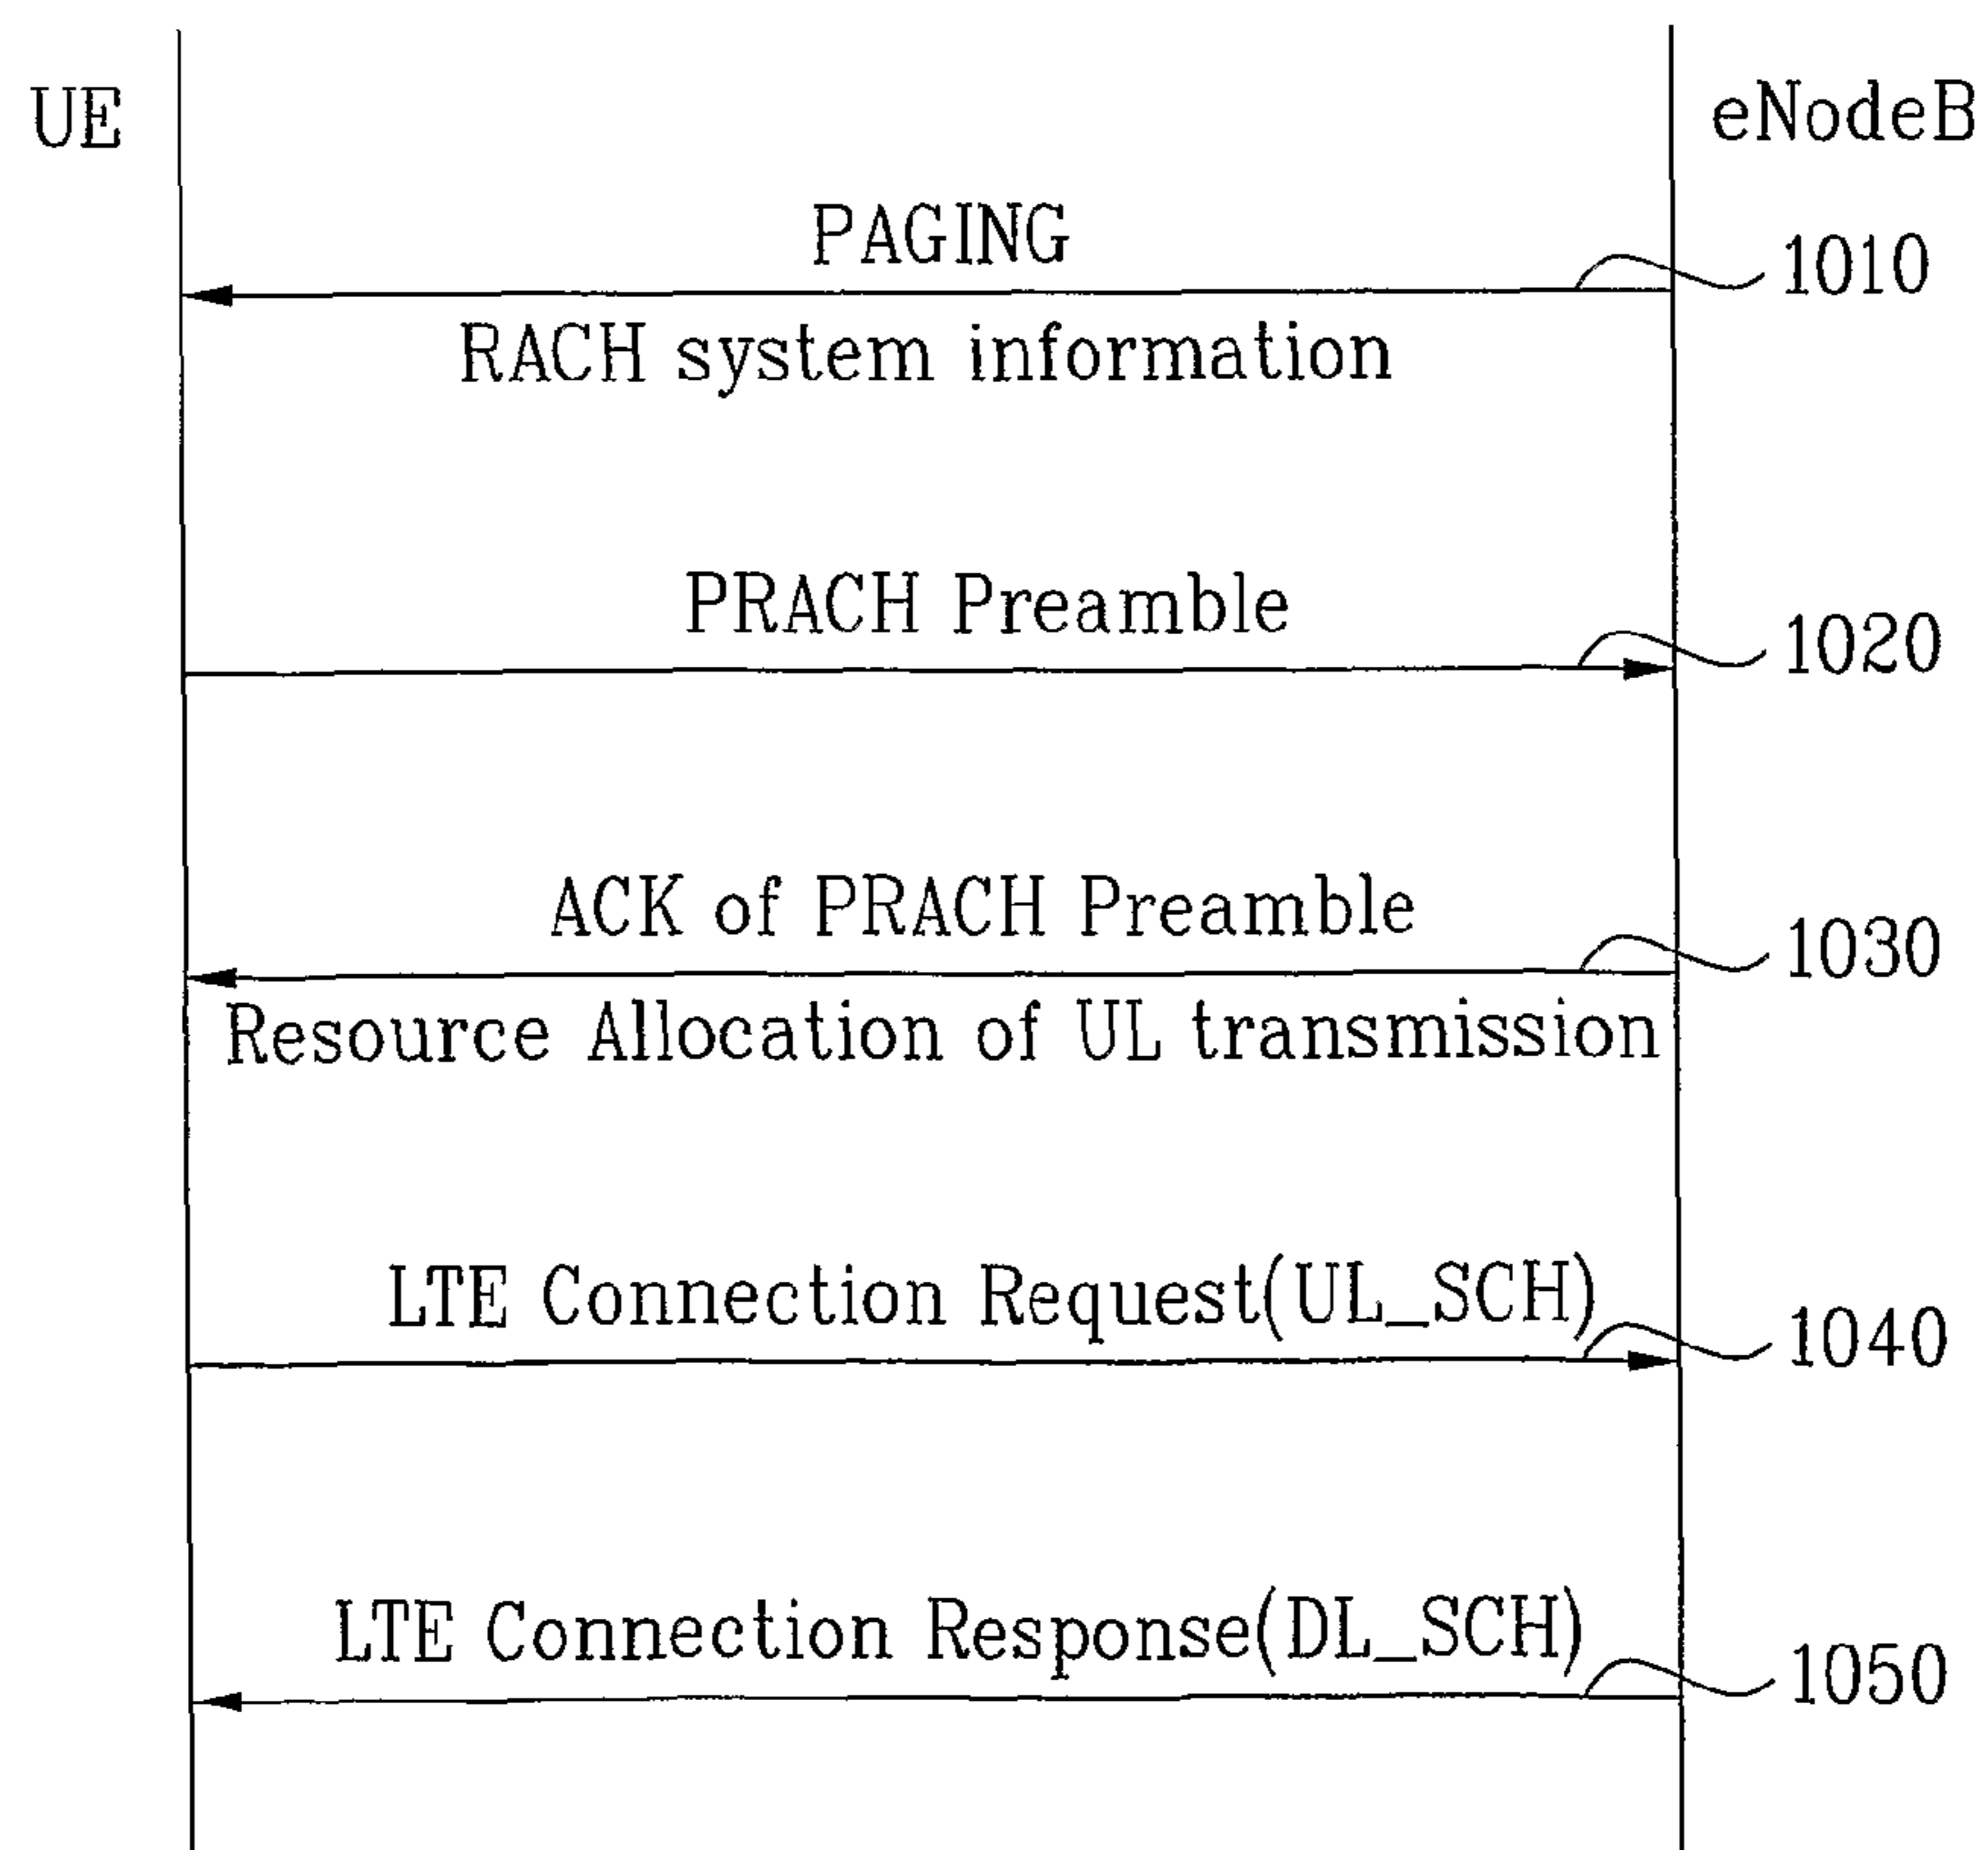 UE
eNodeB
PAGING
1010
RACH system information
PRACH Preamble
1020
ACK of PRACH Preamble
1030
Resource Allocation of UL transmission
LTE Connection Request(UL_SCH)
1040
LTE Connection Response(DL_SCH)
1050